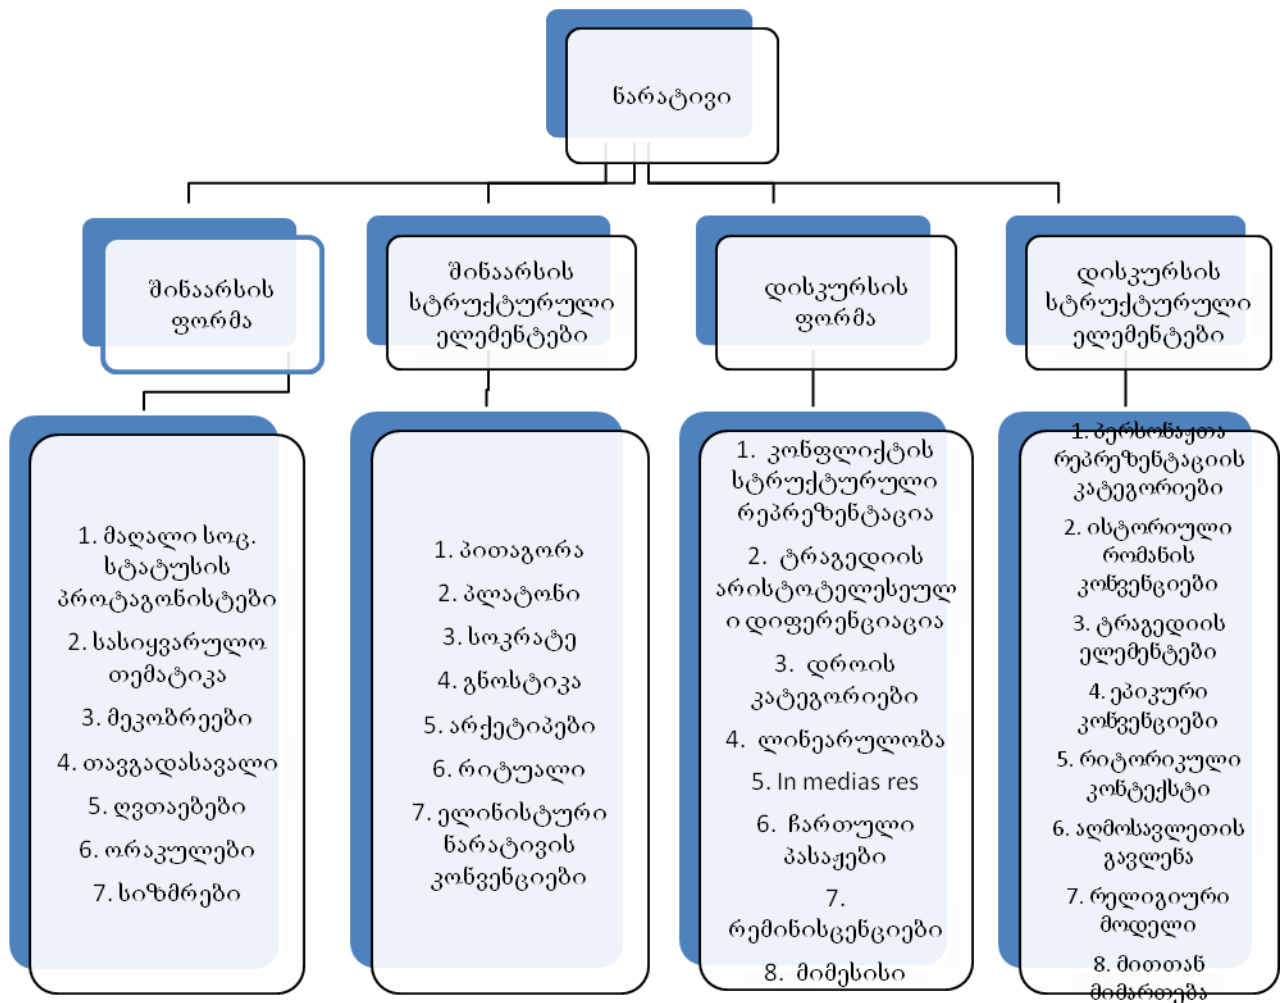 ნარატივი
შინაარსის
ფორმა
შინაარსის
სტრუქტურული
ელემენტები
დისკურსის
ფორმა
დისკურსის
სტრუქტურული
ელემენტები
1. მაღალი სოც.
სტატუსის
პროტაგონისტები
2. სასიყვარულო
თემატიკა
3. მეკობრეები
4. თავგადასავალი
5. ღვთაებები
6. ორაკულები
7. სიზმრები
1. პითაგორა
2. პლატონი
3. სოკრატე
4. გნოსტიკა
5. არქეტიპები
6. რიტუალი
7. ელინისტური
ნარატივის
კონვენციები
1. კონფლიქტის
სტრუქტურული
რეპრეზენტაცია
2. ტრაგედიის
არისტოტელესეულ
ი დიფერენციაცია
3. დროის
კატეგორიები
4. ლინეარულობა
5. In medias res
6. ჩართული
პასაჟები
7.
რემინისცენციები
8. მიმესისი
1. პერსონაჟთა
რეპრეზენტაციის
კატეგორიები
2. ისტორიული
რომანის
კონვენციები
3. ტრაგედიის
ელემენტები
4. ეპიკური
კონვენციები
5. რიტორიკული
კონტექსტი
6. აღმოსავლეთის
გავლენა
7. რელიგიური
მოდელი
8. მითთან
მიმართება